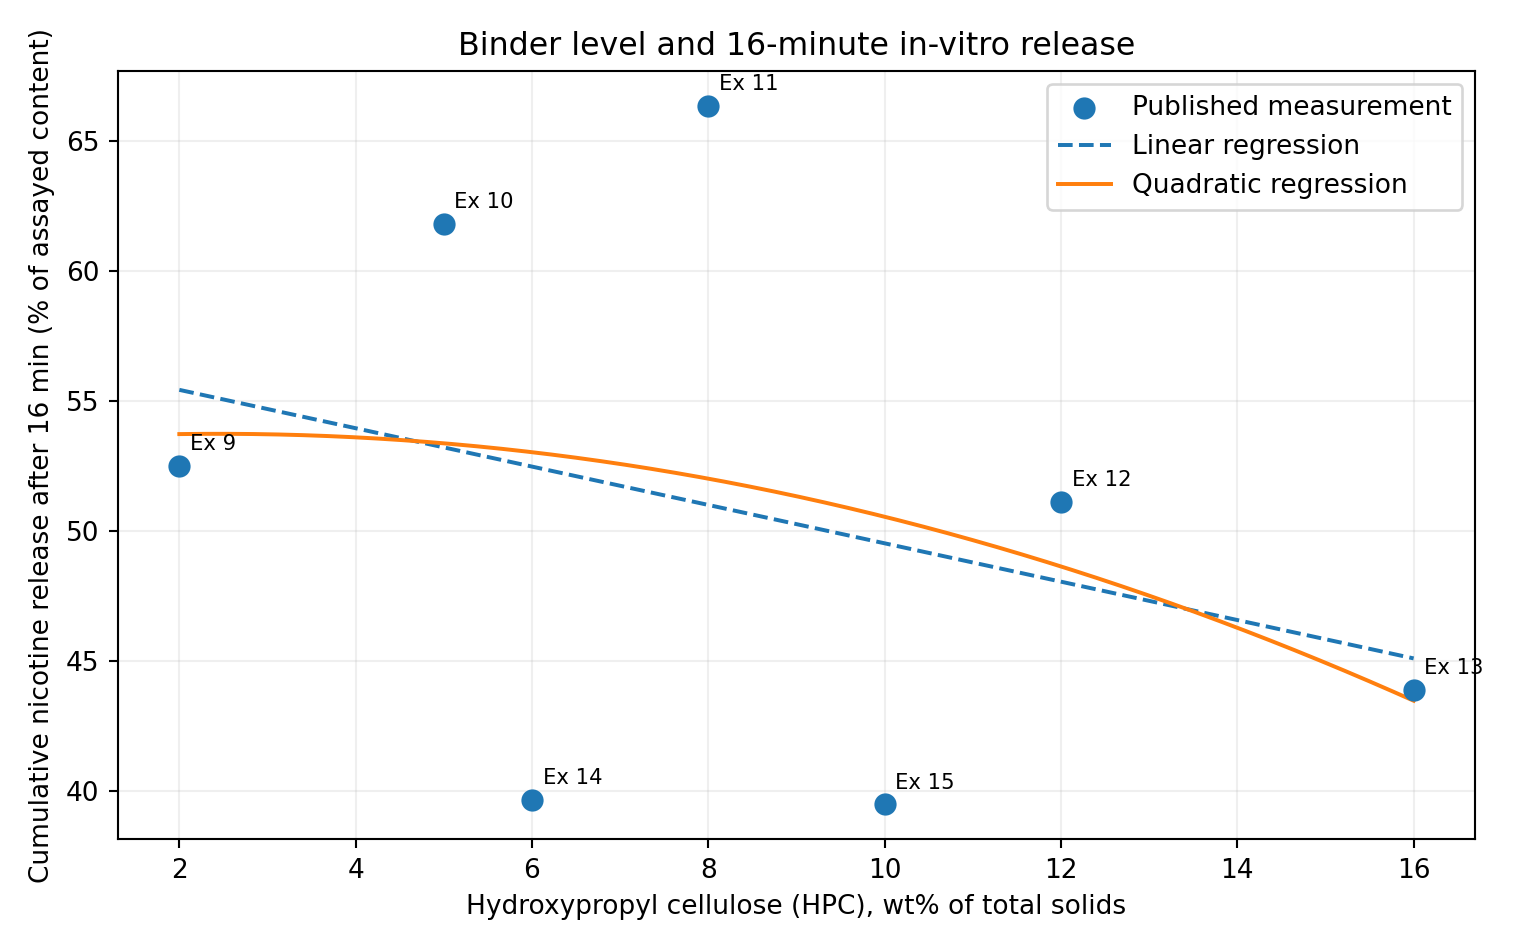 Binder level and 16-minute in-vitro release
Cumulative nicotine release after 16 min (% of assayed content)
65
60
55
50
45
40
Ex 11
Ex 10
Ex 9
Ex 12
Ex 13
Ex 14
Ex 15
Published measurement
Linear regression
Quadratic regression
2 4 6 8 10 12 14 16
Hydroxypropyl cellulose (HPC), wt% of total solids